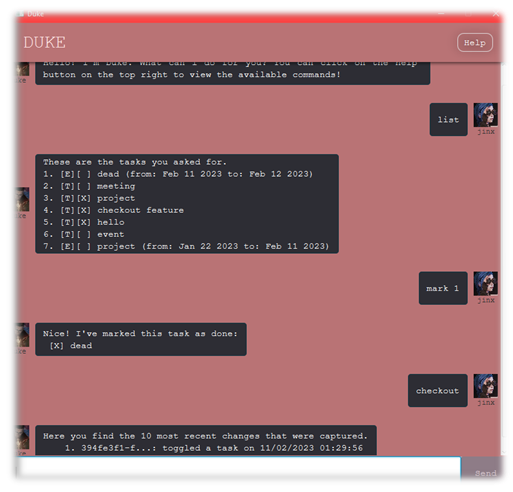 Duke
DUKE
Help
Hello! I'm Duke. What can I do for you? You can click on the help
button on the top right to view the available commands!
list
jinx
These are the tasks you asked for.
1. [E][ ] dead (from: Feb 11 2023 to: Feb 12 2023)
2. [T][ ] meeting
3. [T][X] project
4. [T][X] checkout feature
5. [T][X] hello
6. [T][ ] event
7. [E][ ] project (from: Jan 22 2023 to: Feb 11 2023)
mark 1
jinx
Nice! I've marked this task as done:
[X] dead
checkout
jinx
Here you find the 10 most recent changes that were captured.
1. 394fe3f1-f...: toggled a task on 11/02/2023 01:29:56
Send